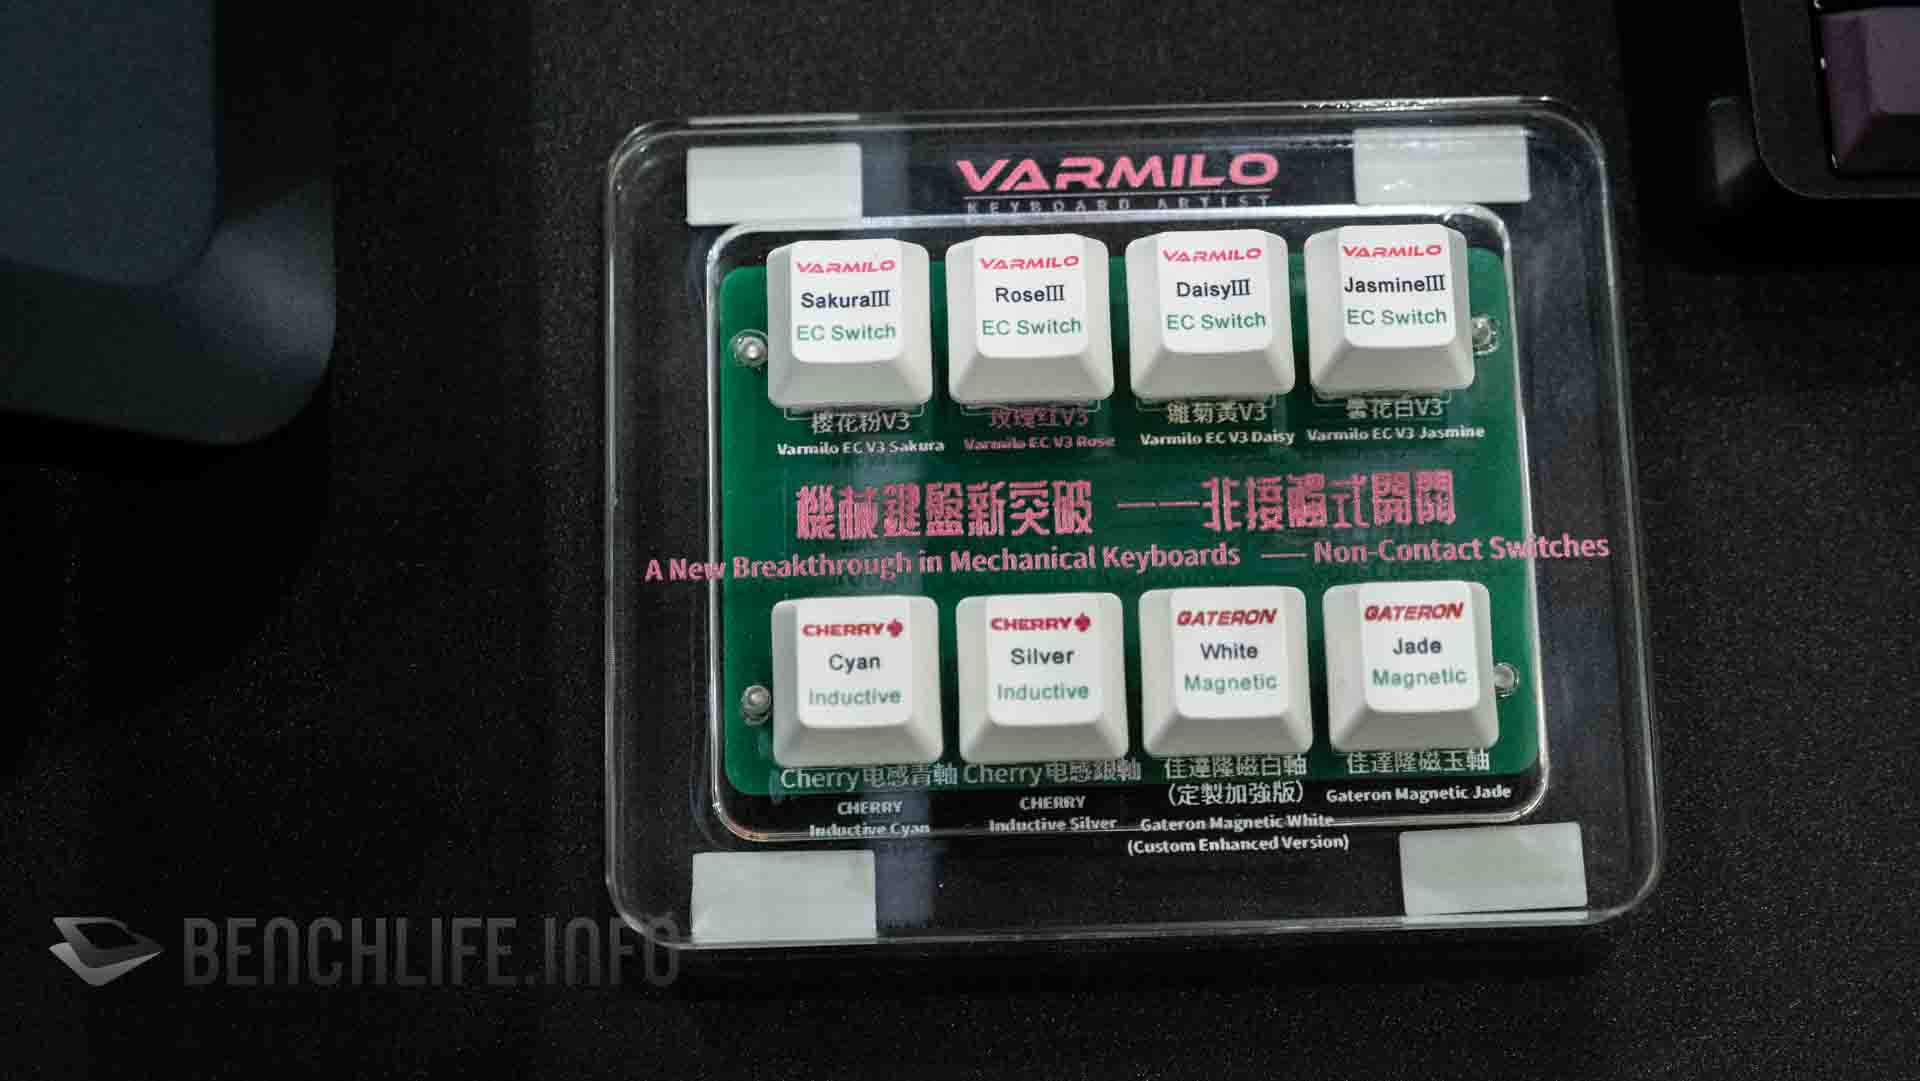 VARMILO
KEYBOARD ARTIST
VARMILO
SakuraⅢ
EC Switch
VARMILO
RoseⅢ
EC Switch
VARMILO
DaisyⅢ
EC Switch
VARMILO
JasmineⅢ
EC Switch
樱花粉V3
Varmilo EC V3 Sakura
玫瑰红V3
Varmilo EC V3 Rose
雛菊黃V3
Varmilo EC V3 Daisy
曇花白V3
Varmilo EC V3 Jasmine
機械鍵盤新突破 ——非接觸式開關
A New Breakthrough in Mechanical Keyboards —— Non-Contact Switches
CHERRY
Cyan
Inductive
CHERRY
Silver
Inductive
GATERON
White
Magnetic
GATERON
Jade
Magnetic
Cherry电感青軸
CHERRY
Inductive Cyan
Cherry电感銀軸
CHERRY
Inductive Silver
佳達隆磁白軸
(定製加強版)
Gateron Magnetic White
(Custom Enhanced Version)
佳達隆磁玉軸
Gateron Magnetic Jade
BENCHLIFE.INFO